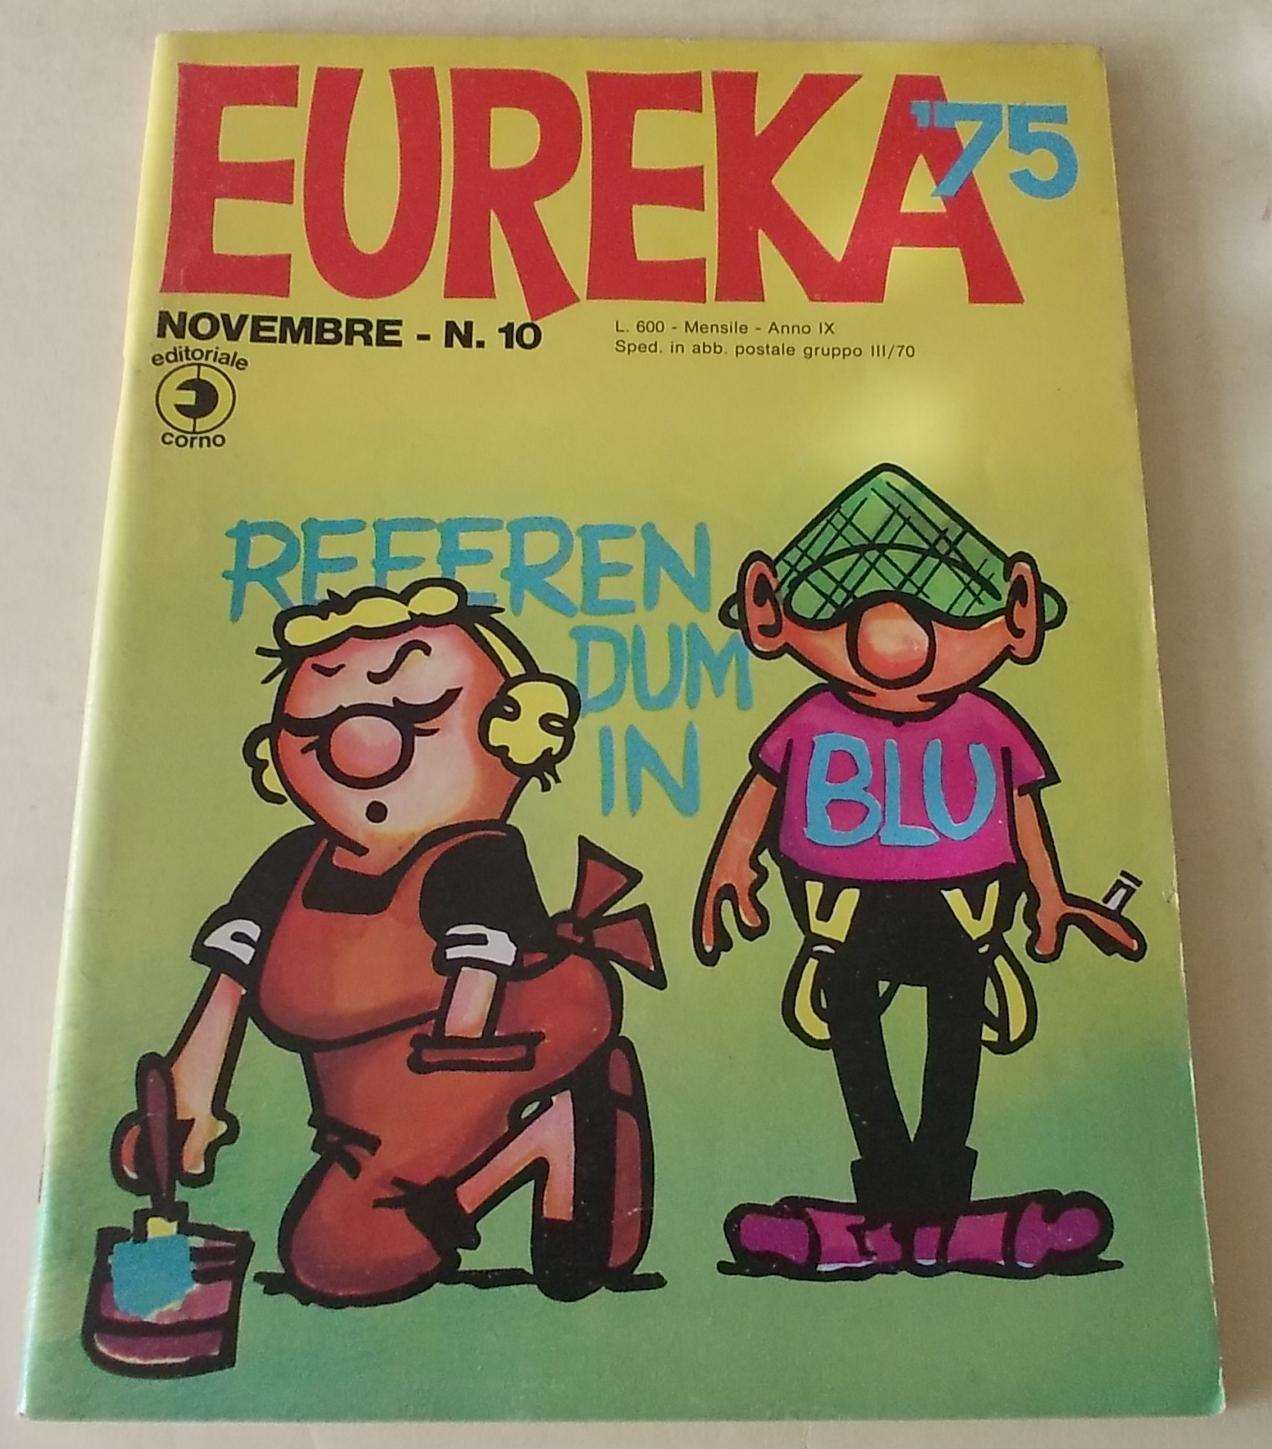 EUREKA '75
NOVEMBRE - N. 10
L. 600 - Mensile - Anno IX
Sped. in abb. postale gruppo III/70
editoriale
corno
REFEREN
DUM
IN
BLU